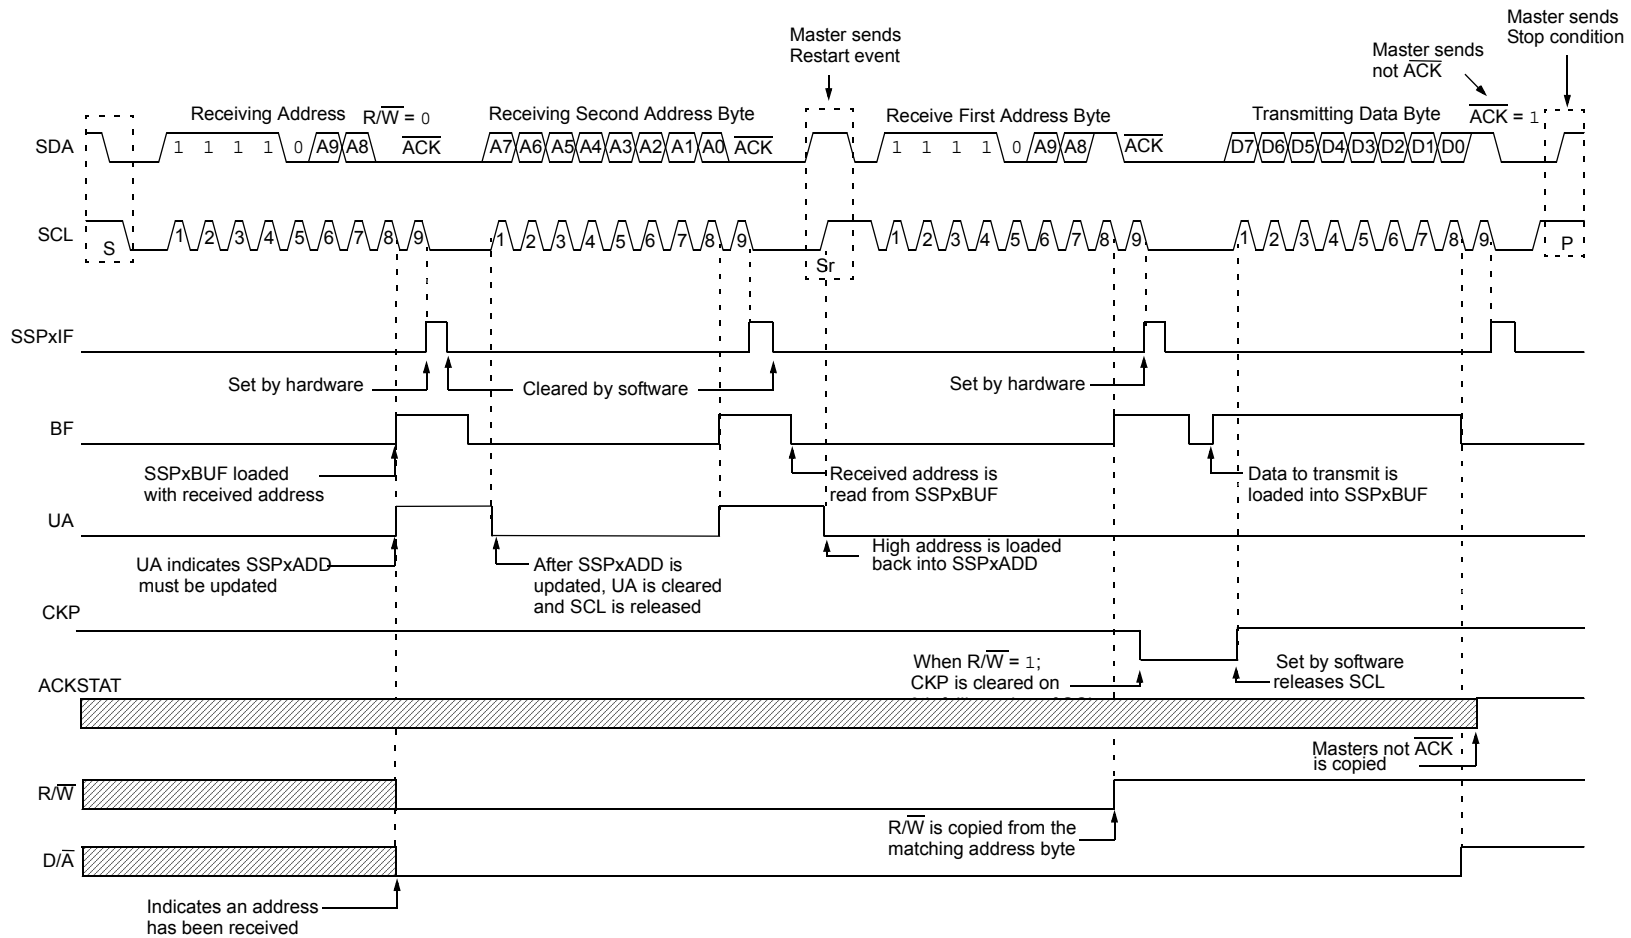 Master sends
Stop condition
Master sends
Restart event
Master sends
not ACK
Receiving Address R/W = 0
Receiving Second Address Byte
Receive First Address Byte
Transmitting Data Byte
ACK = 1
SDA
1 1 1 1 0 A9 A8 ACK
A7 A6 A5 A4 A3 A2 A1 A0 ACK
1 1 1 1 0 A9 A8 ACK
D7 D6 D5 D4 D3 D2 D1 D0
SCL
S
1 2 3 4 5 6 7 8 9
1 2 3 4 5 6 7 8 9
Sr
1 2 3 4 5 6 7 8 9
1 2 3 4 5 6 7 8 9
P
SSPxIF
Set by hardware
Cleared by software
Set by hardware
BF
SSPxBUF loaded
with received address
Received address is
read from SSPxBUF
Data to transmit is
loaded into SSPxBUF
UA
UA indicates SSPxADD
must be updated
After SSPxADD is
updated, UA is cleared
and SCL is released
High address is loaded
back into SSPxADD
CKP
When R/W = 1;
CKP is cleared on
Set by software
releases SCL
ACKSTAT
Masters not ACK
is copied
R/W
R/W is copied from the
matching address byte
D/A
Indicates an address
has been received